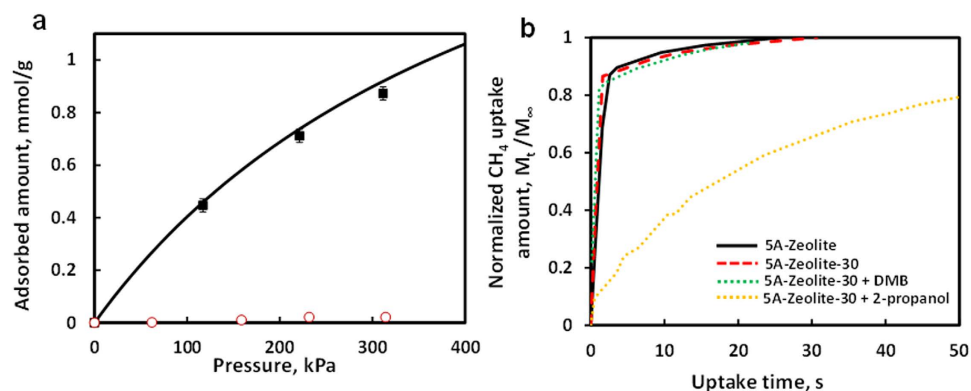 a
Adsorbed amount, mmol/g
1
0.8
0.6
0.4
0.2
0
0
100
200
300
400
Pressure, kPa
b
Normalized CH₄ uptake
amount, Mₜ/M∞
1
0.8
0.6
0.4
0.2
0
5A-Zeolite
5A-Zeolite-30
5A-Zeolite-30 + DMB
5A-Zeolite-30 + 2-propanol
0
10
20
30
40
50
Uptake time, s